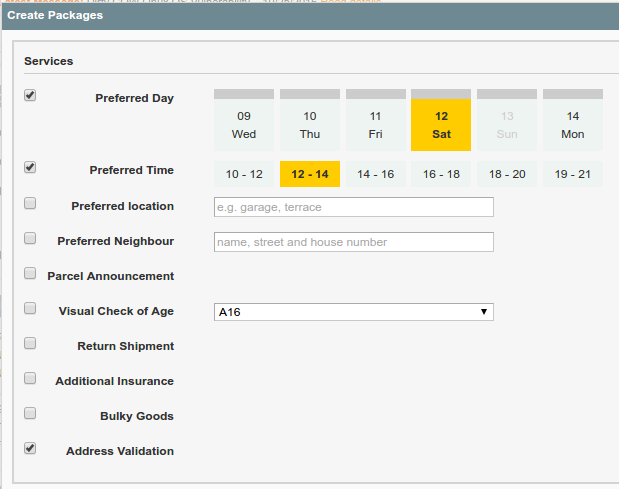 Create Packages
Services
Preferred Day
09 10 11 12 13 14
Wed Thu Fri Sat Sun Mon
Preferred Time 10 - 12 12 - 14 14 - 16 16 - 18 18 - 20 19 - 21
Preferred location e.g. garage, terrace
Preferred Neighbour name, street and house number
Parcel Announcement
Visual Check of Age A16
Return Shipment
Additional Insurance
Bulky Goods
Address Validation